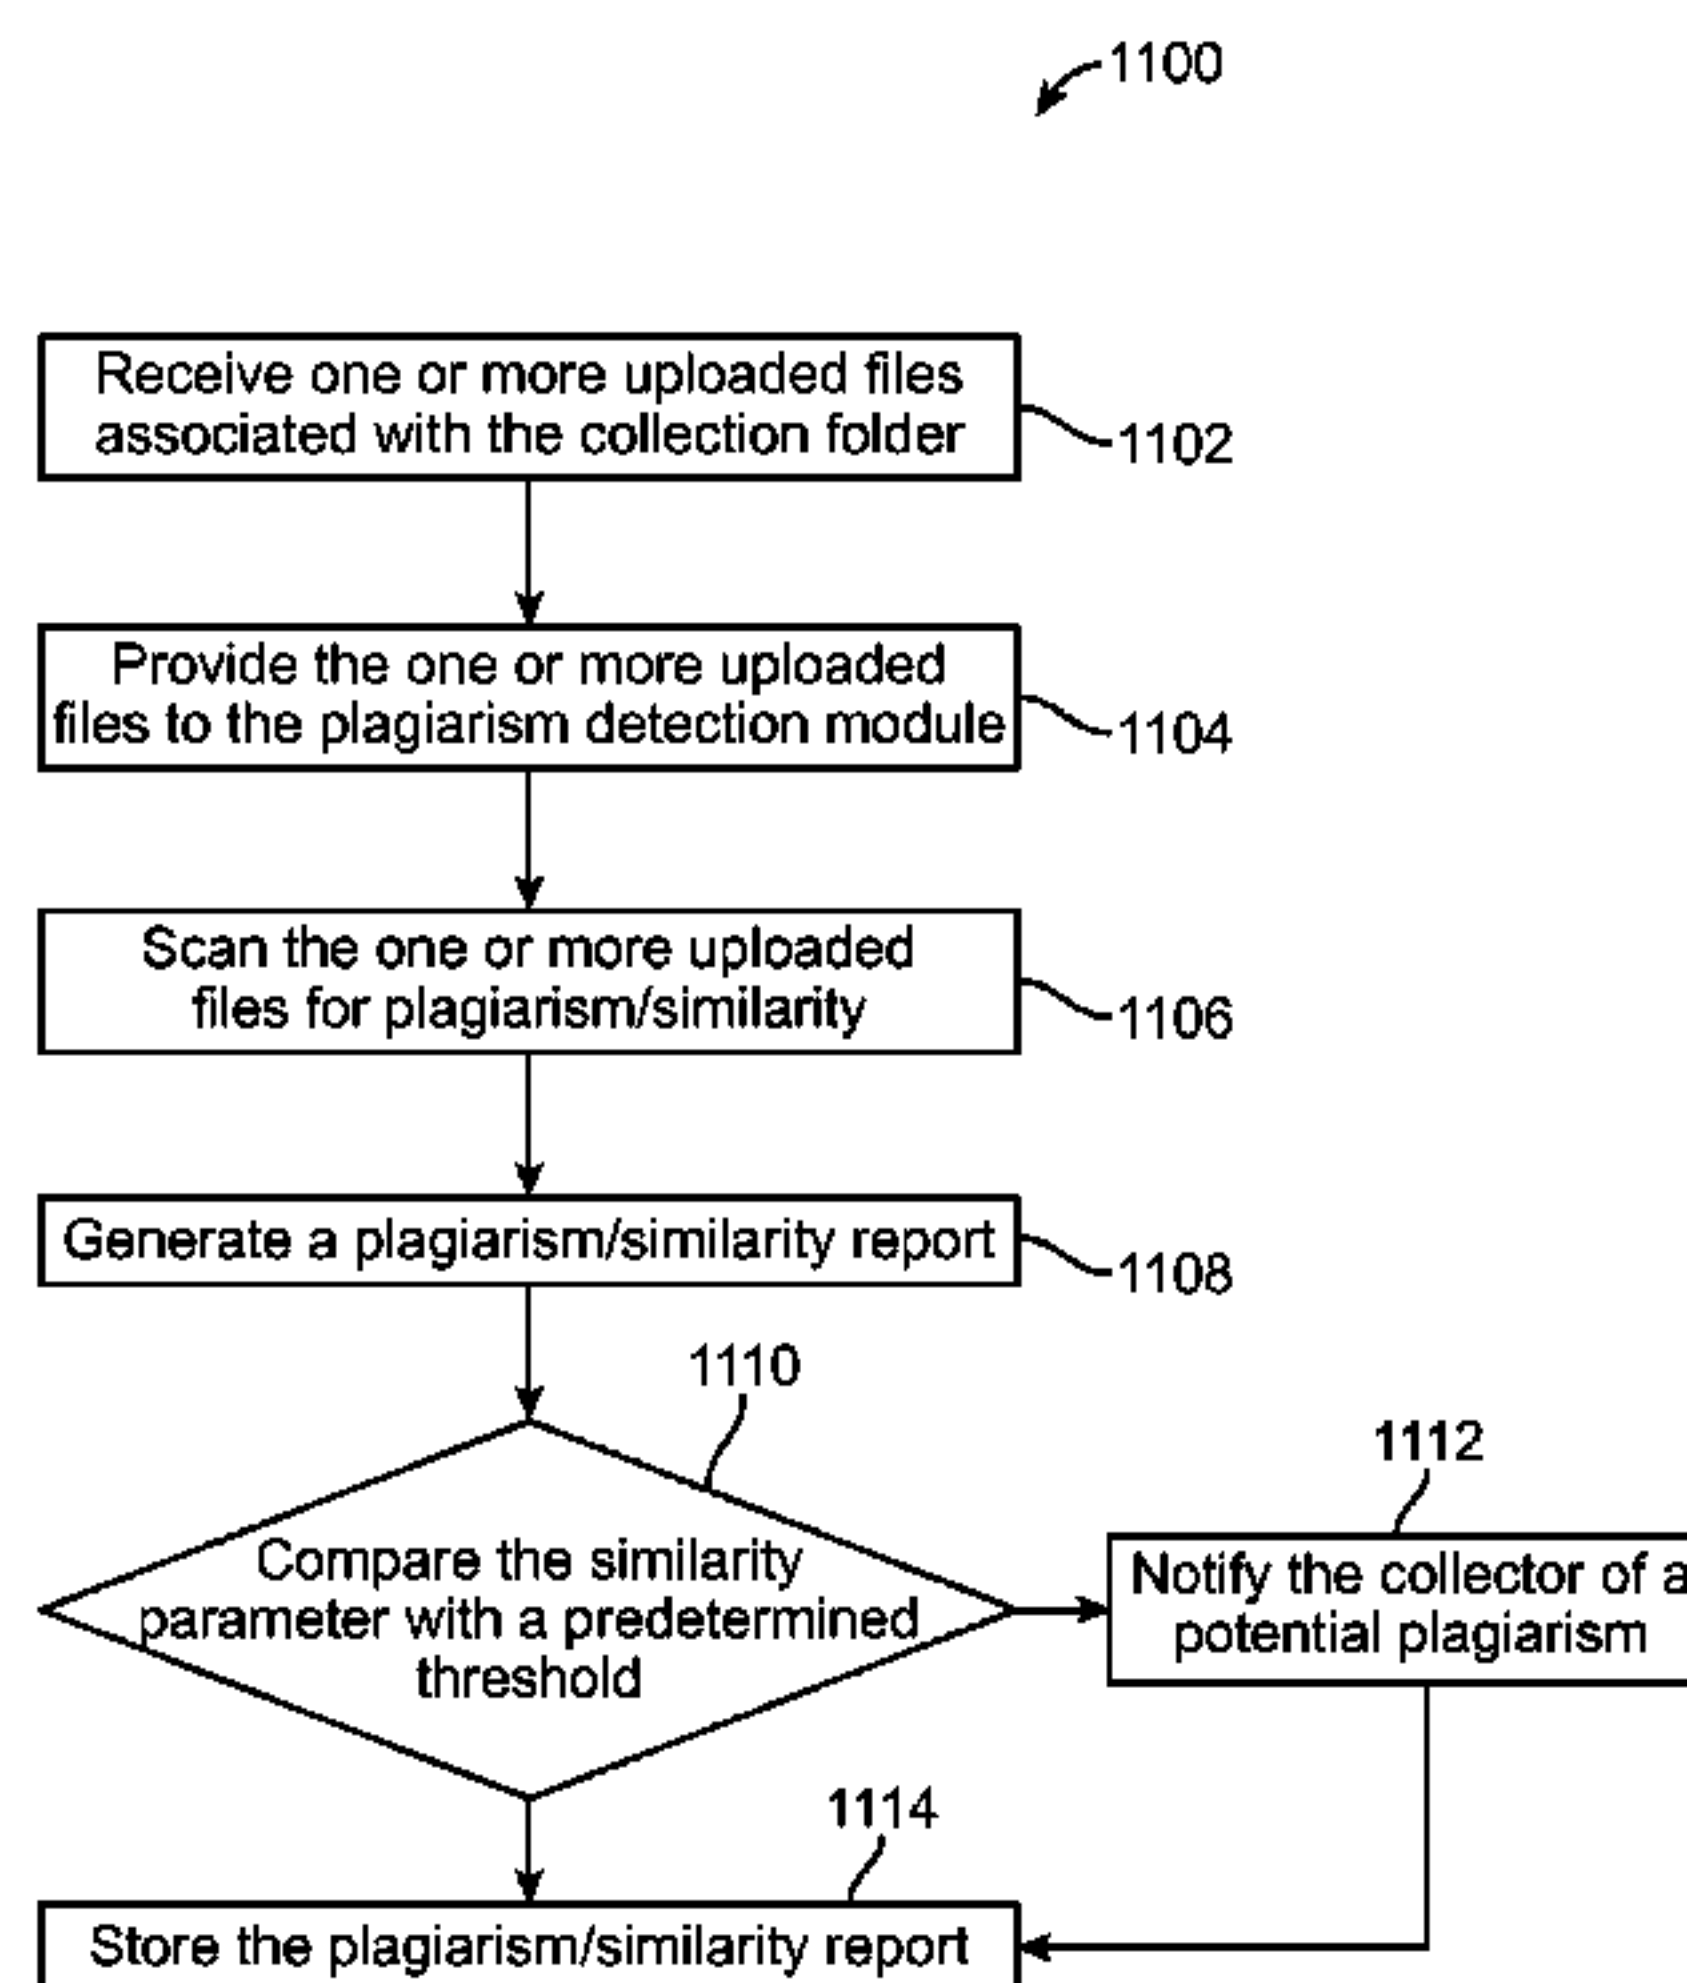 1100
Receive one or more uploaded files
associated with the collection folder
1102
Provide the one or more uploaded
files to the plagiarism detection module
1104
Scan the one or more uploaded
files for plagiarism/similarity
1106
Generate a plagiarism/similarity report
1108
1110
Compare the similarity
parameter with a predetermined
threshold
1112
Notify the collector of a
potential plagiarism
1114
Store the plagiarism/similarity report